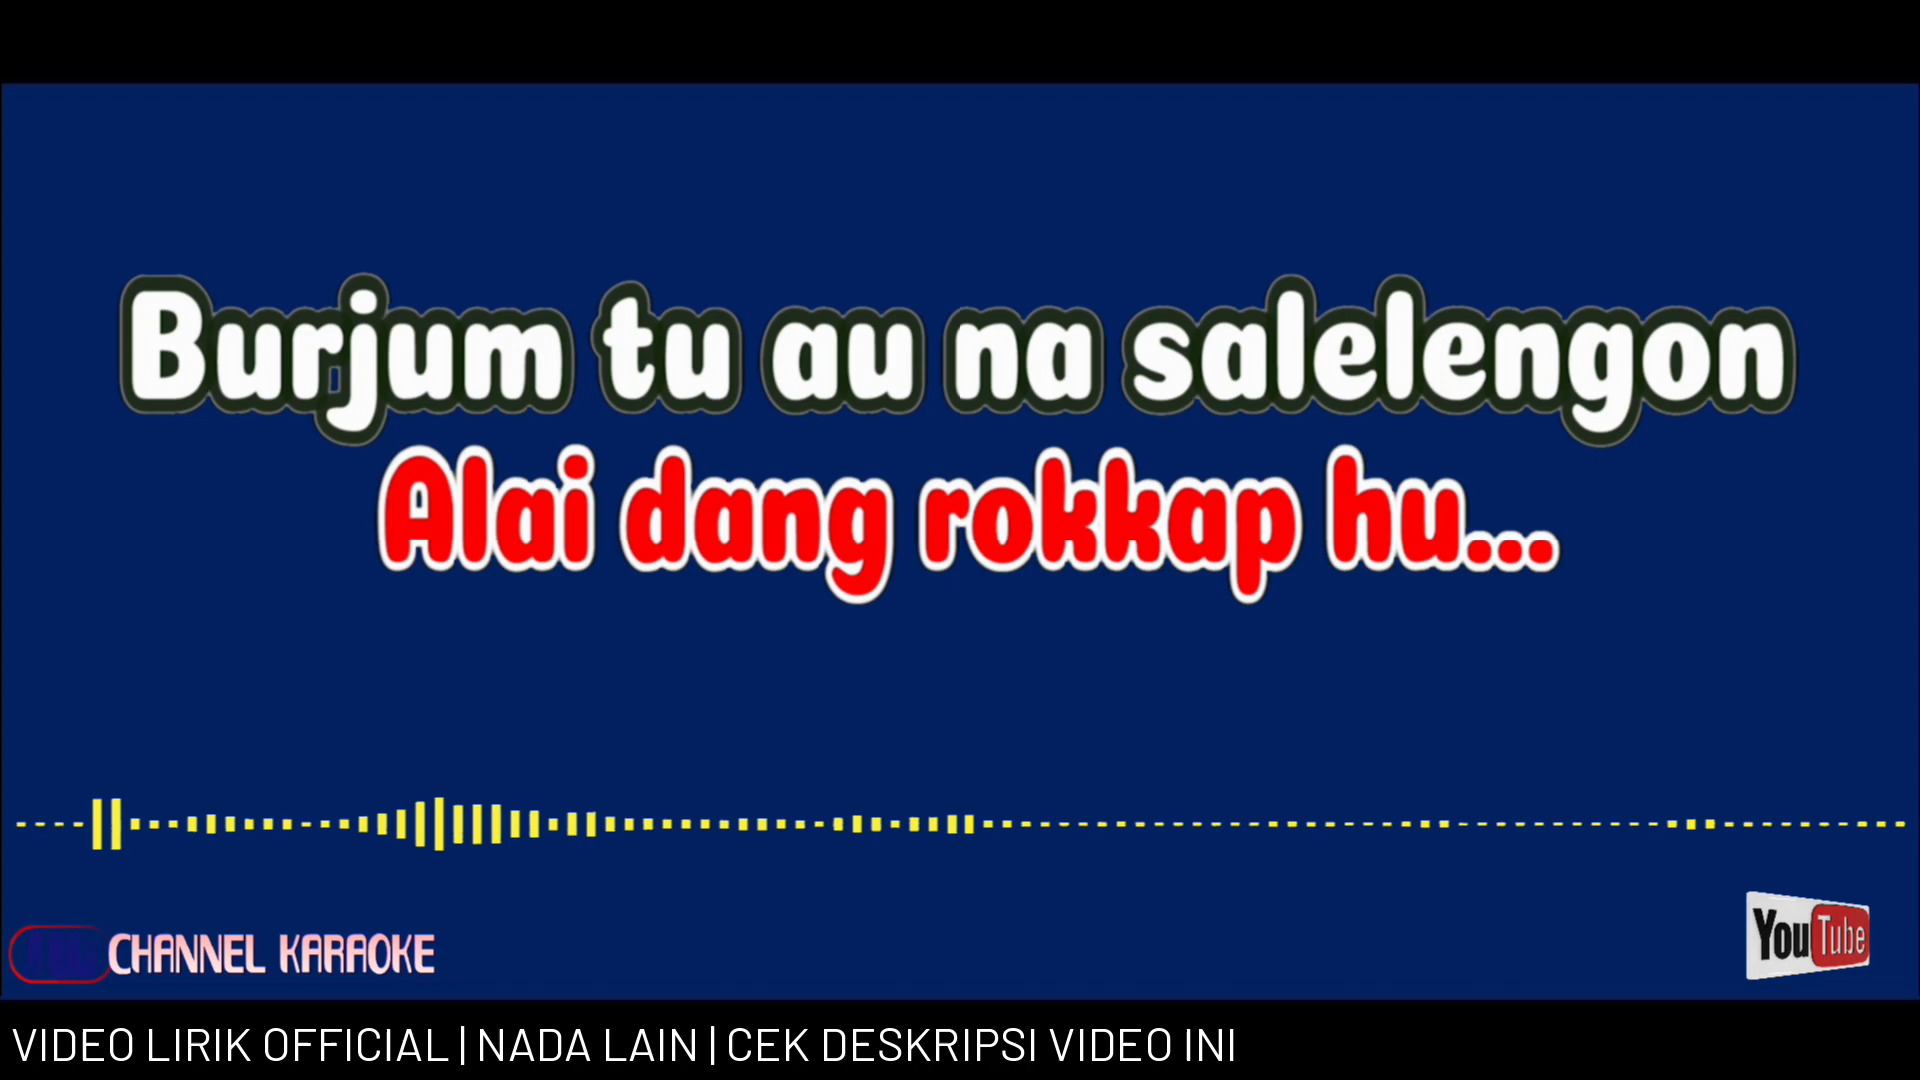 Burjum tu au na salelengon
Alai dang rokkap hu...
CHANNEL KARAOKE
YouTube
VIDEO LIRIK OFFICIAL | NADA LAIN | CEK DESKRIPSI VIDEO INI